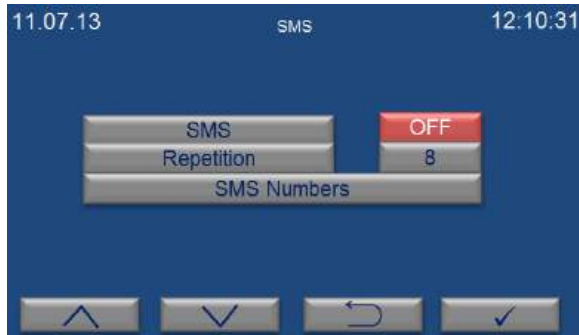 11.07.13 SMS 12:10:31
SMS OFF
Repetition 8
SMS Numbers